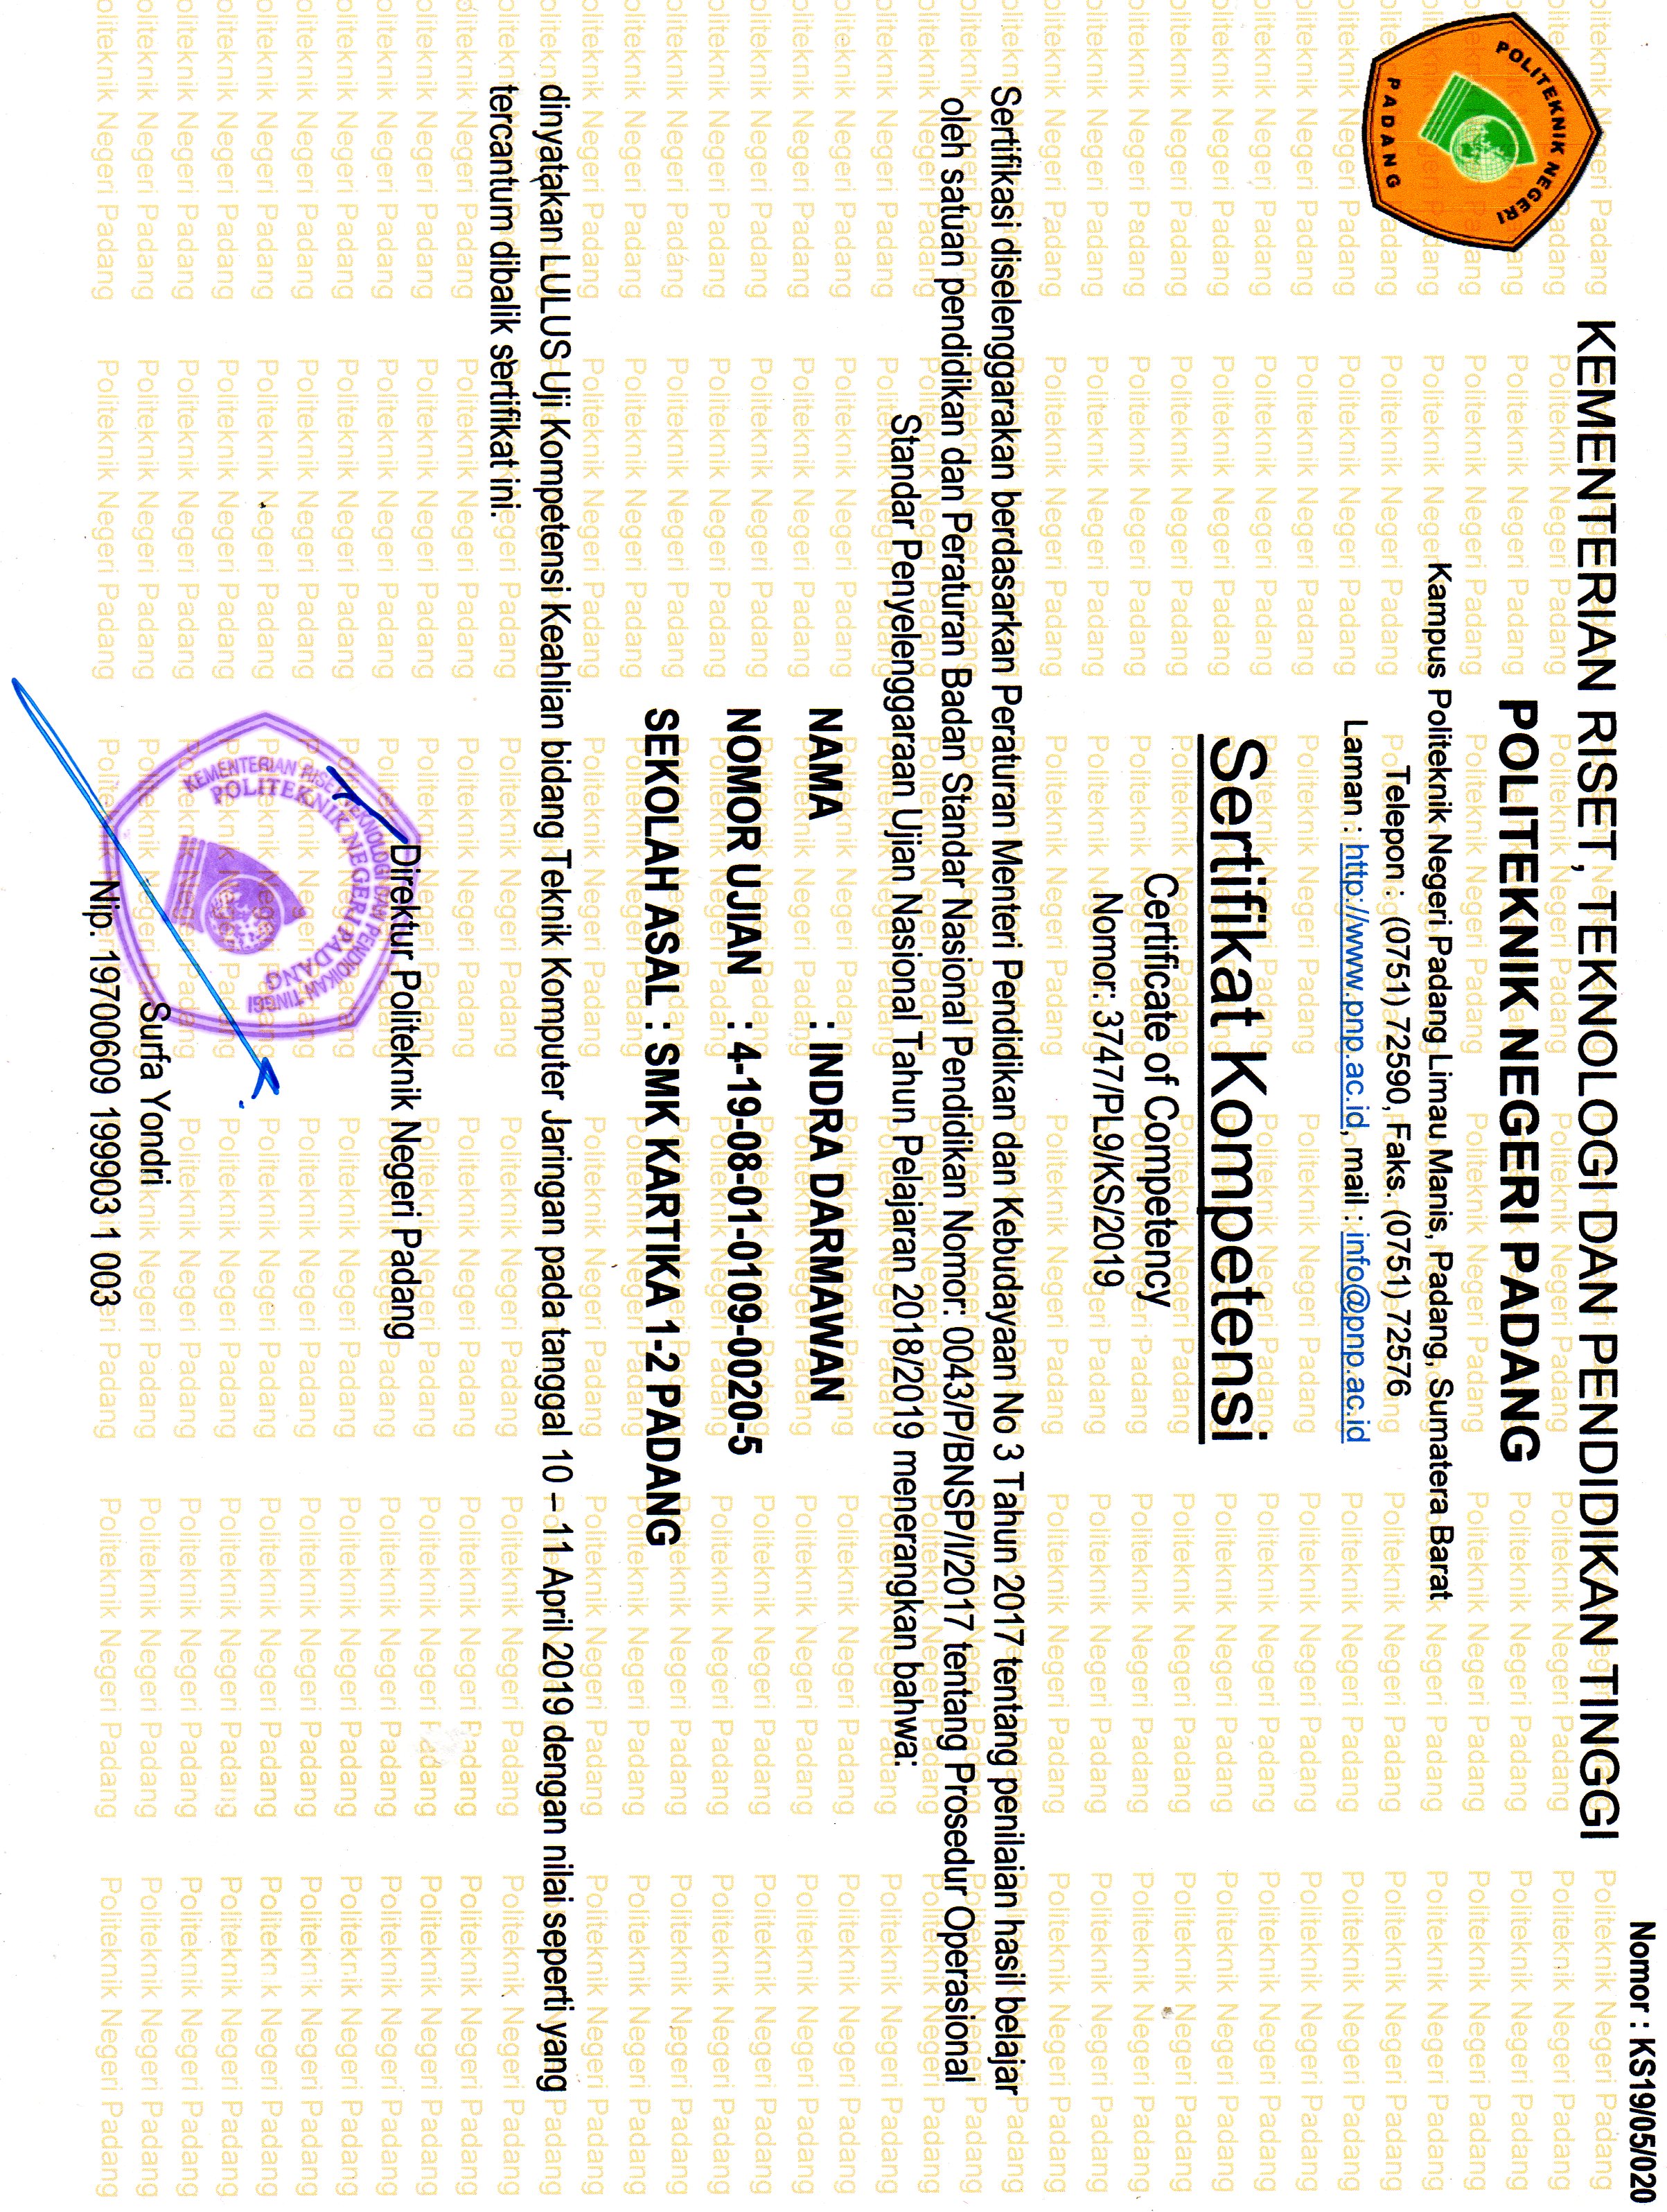 Nomor : KS19/05/020
KEMENTERIAN RISET, TEKNOLOGI DAN PENDIDIKAN TINGGI
POLITEKNIK NEGERI PADANG
Kampus Politeknik Negeri Padang Limau Manis, Padang, Sumatera Barat
Telepon : (0751) 72590, Faks. (0751) 72576
Laman : http://www.pnp.ac.id, mail : info@pnp.ac.id
POLITEKNIK NEGERI
PADANG
Sertifikat Kompetensi
Certificate of Competency
Nomor: 3747/PL9/KS/2019
Sertifikasi diselenggarakan berdasarkan Peraturan Menteri Pendidikan dan Kebudayaan No 3 Tahun 2017 tentang penilaian hasil belajar
oleh satuan pendidikan dan Peraturan Badan Standar Nasional Pendidikan Nomor: 0043/P/BNSP/I/2017 tentang Prosedur Operasional
Standar Penyelenggaraan Ujian Nasional Tahun Pelajaran 2018/2019 menerangkan bahwa:
NAMA : INDRA DARMAWAN
NOMOR UJIAN : 4-19-08-01-0109-0020-5
SEKOLAH ASAL : SMK KARTIKA 1-2 PADANG
dinyatakan LULUS Uji Kompetensi Keahlian bidang Teknik Komputer Jaringan pada tanggal 10 – 11 April 2019 dengan nilai seperti yang
tercantum dibalik sertifikat ini.
Direktur Politeknik Negeri Padang
KEMENTERIAN RISET, TEKNOLOGI DAN PENDIDIKAN TINGGI
POLITEKNIK NEGERI PADANG
Surfa Yondri
Nip. 19700609 199903 1 003